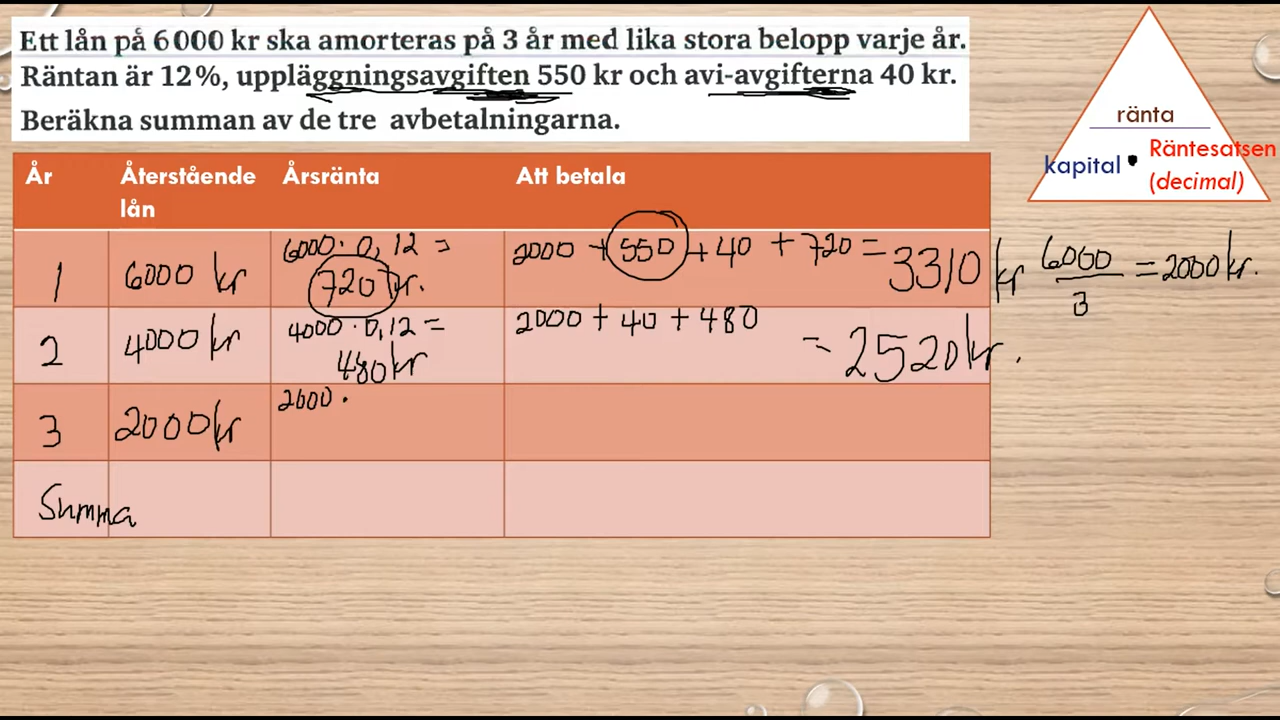 Ett lån på 6 000 kr ska amorteras på 3 år med lika stora belopp varje år.
Räntan är 12 %, uppläggningsavgiften 550 kr och avi-avgifterna 40 kr.
Beräkna summan av de tre avbetalningarna.
ränta
kapital · Räntesatsen
(decimal)
År Återstående lån Årsränta Att betala
1 6000 kr 6000 · 0,12 = 720 kr. 2000 + 550 + 40 + 720 = 3310 kr
6000/3 = 2000 kr.
2 4000 kr 4000 · 0,12 = 480 kr 2000 + 40 + 480 = 2520 kr.
3 2000 kr 2000 ·
Summa